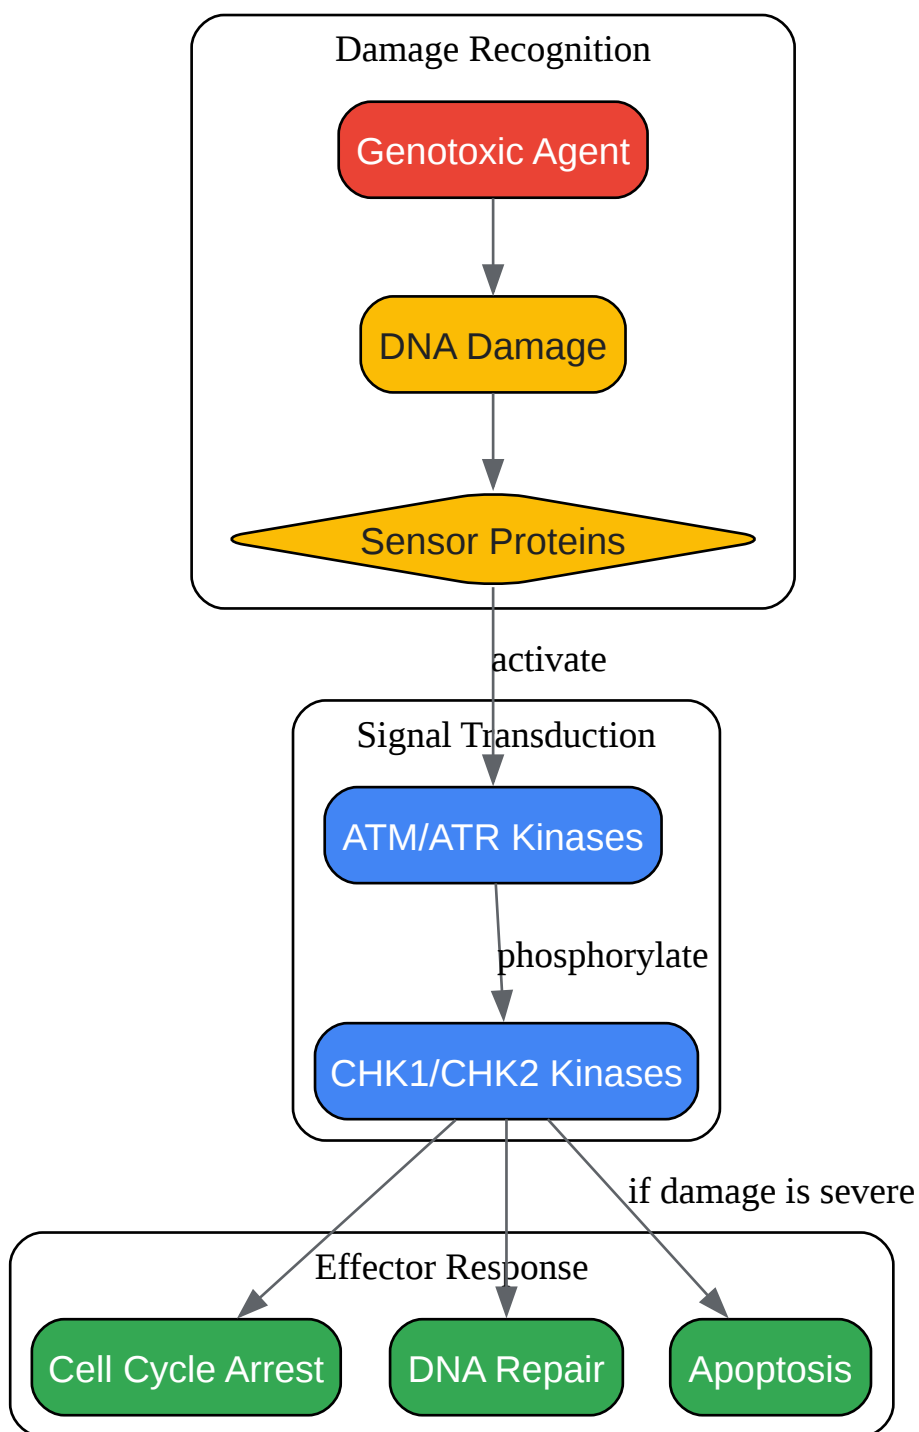 Damage Recognition
Genotoxic Agent
DNA Damage
Sensor Proteins
activate
Signal Transduction
ATM/ATR Kinases
phosphorylate
CHK1/CHK2 Kinases
if damage is severe
Effector Response
Cell Cycle Arrest
DNA Repair
Apoptosis